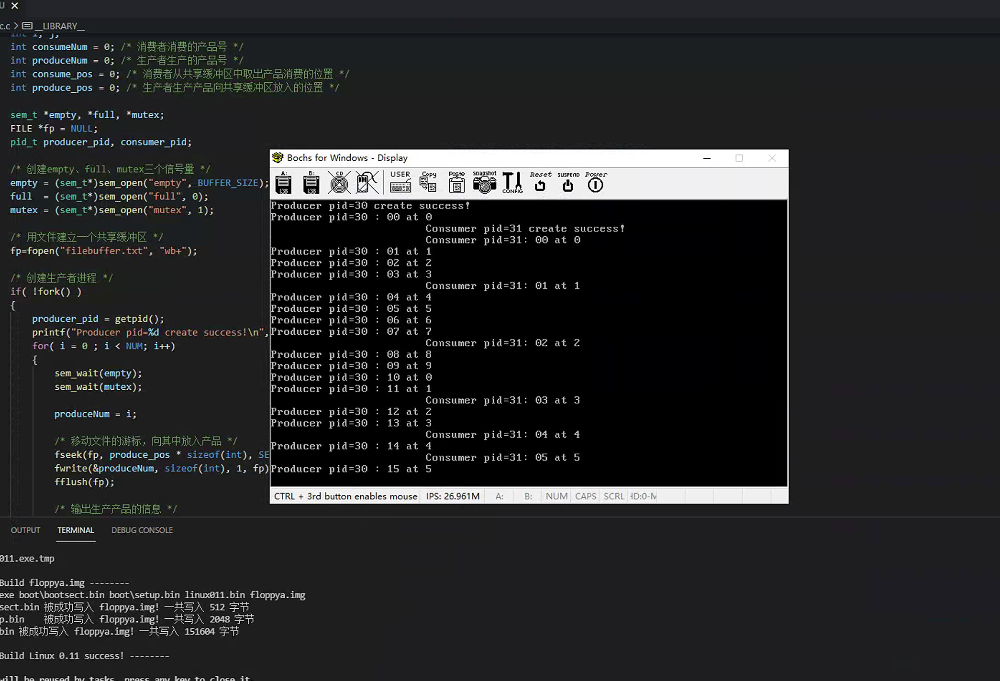 U
c.c > __LIBRARY__
int i, j;
int consumeNum = 0; /* 消费者消费的产品号 */
int produceNum = 0; /* 生产者生产的产品号 */
int consume_pos = 0; /* 消费者从共享缓冲区中取出产品消费的位置 */
int produce_pos = 0; /* 生产者生产产品向共享缓冲区放入的位置 */
sem_t *empty, *full, *mutex;
FILE *fp = NULL;
pid_t producer_pid, consumer_pid;
/* 创建empty、full、mutex三个信号量 */
empty = (sem_t*)sem_open("empty", BUFFER_SIZE);
full  = (sem_t*)sem_open("full", 0);
mutex = (sem_t*)sem_open("mutex", 1);
/* 用文件建立一个共享缓冲区 */
fp=fopen("filebuffer.txt", "wb+");
/* 创建生产者进程 */
if( !fork() )
{
producer_pid = getpid();
printf("Producer pid=%d create success!\n",
for( i = 0 ; i < NUM; i++)
{
sem_wait(empty);
sem_wait(mutex);
produceNum = i;
/* 移动文件的游标，向其中放入产品 */
fseek(fp, produce_pos * sizeof(int), SE
fwrite(&produceNum, sizeof(int), 1, fp)
fflush(fp);
/* 输出生产产品的信息 */
Bochs for Windows - Display
A: B: CD USER Copy Paste snapshot CONFIG Reset SUSPEND Power
Producer pid=30 create success!
Producer pid=30 : 00 at 0
Consumer pid=31 create success!
Consumer pid=31: 00 at 0
Producer pid=30 : 01 at 1
Producer pid=30 : 02 at 2
Producer pid=30 : 03 at 3
Consumer pid=31: 01 at 1
Producer pid=30 : 04 at 4
Producer pid=30 : 05 at 5
Producer pid=30 : 06 at 6
Producer pid=30 : 07 at 7
Consumer pid=31: 02 at 2
Producer pid=30 : 08 at 8
Producer pid=30 : 09 at 9
Producer pid=30 : 10 at 0
Producer pid=30 : 11 at 1
Consumer pid=31: 03 at 3
Producer pid=30 : 12 at 2
Producer pid=30 : 13 at 3
Consumer pid=31: 04 at 4
Producer pid=30 : 14 at 4
Consumer pid=31: 05 at 5
Producer pid=30 : 15 at 5
CTRL + 3rd button enables mouse IPS: 26.961M A: B: NUM CAPS SCRL HD:0-M
OUTPUT TERMINAL DEBUG CONSOLE
011.exe.tmp
Build floppya.img --------
exe boot\bootsect.bin boot\setup.bin linux011.bin floppya.img
sect.bin 被成功写入 floppya.img! 一共写入 512 字节
p.bin    被成功写入 floppya.img! 一共写入 2048 字节
bin 被成功写入 floppya.img! 一共写入 151604 字节
Build Linux 0.11 success! --------
will be reused by tasks, press any key to close it.